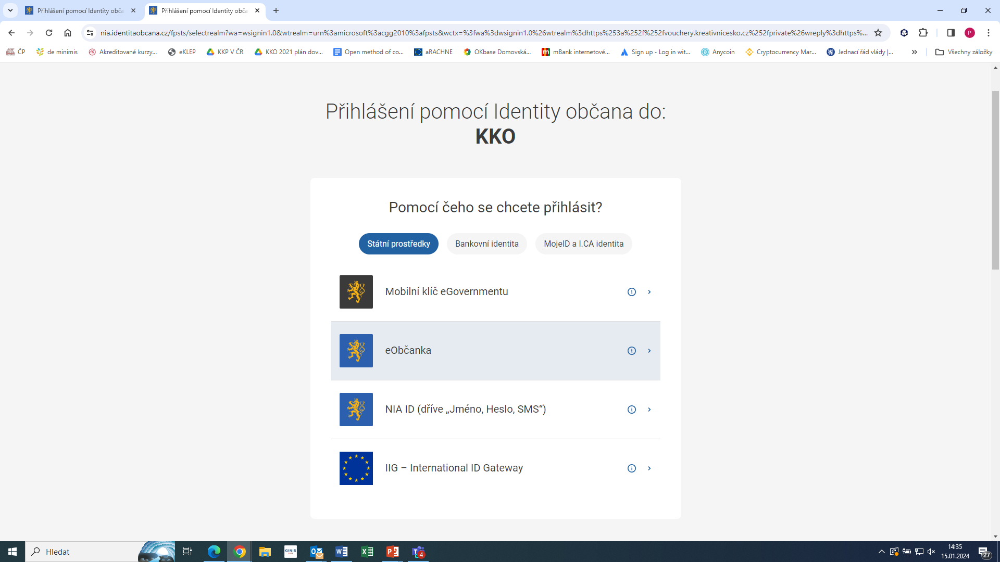 Přihlášení pomocí Identity obča
Přihlášení pomocí Identity obča
nia.identitaobcana.cz/fpsts/selectrealm?wa=wsignin1.0&wtrealm=urn%3amicrosoft%3acgg2010%3afpsts&wctx=%3fwa%3dwsignin1.0%26wtrealm%3dhttps%253a%252f%252fvouchery.kreativnicesko.cz%252fprivate%26wreply%3dhttps%...
P
ČP
de minimis
Akreditované kurzy...
eKLEP
KKP V ČR
KKO 2021 plán dov...
Open method of co...
aRACHNE
OKbase Domovská...
mBank internetové...
Sign up - Log in wit...
Anycoin
Cryptocurrency Mar...
Jednací řád vlády |...
Všechny záložky
Přihlášení pomocí Identity občana do:
KKO
Pomocí čeho se chcete přihlásit?
Státní prostředky
Bankovní identita
MojeID a I.CA identita
Mobilní klíč eGovernmentu
eObčanka
NIA ID (dříve „Jméno, Heslo, SMS“)
IIG – International ID Gateway
Hledat
GINIS
4
14:35
15.01.2024
27